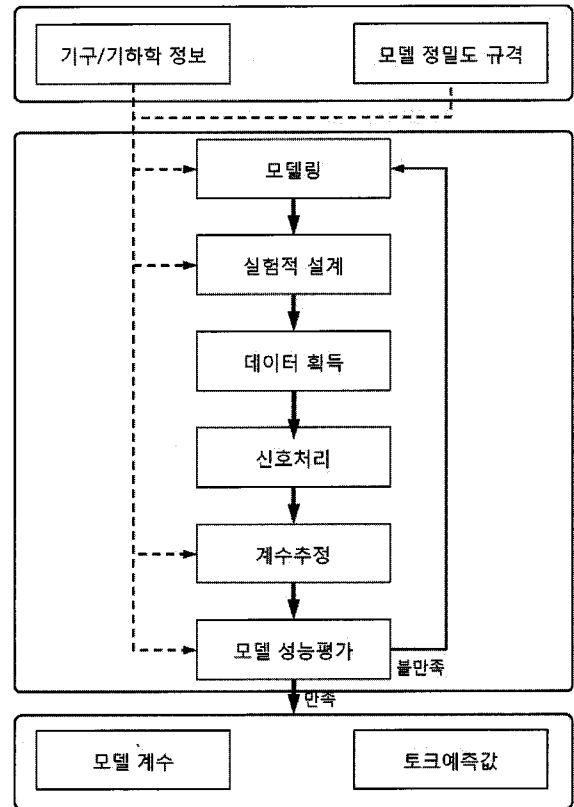 기구/기하학 정보
모델 정밀도 규격
모델링
실험적 설계
데이터 획득
신호처리
계수추정
모델 성능평가
불만족
만족
모델 계수
토크예측값